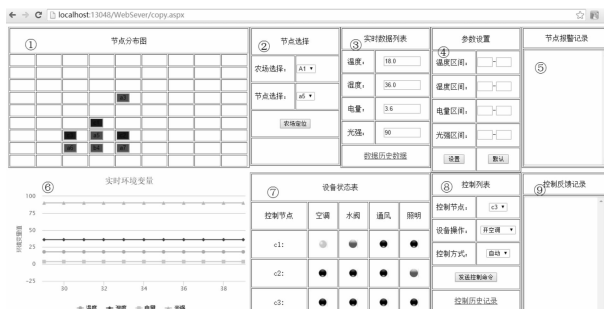 localhost:13048/WebSever/copy.aspx
① 节点分布图
② 节点选择
农场选择： A1
节点选择： a5
农场定位
③ 实时数据列表
温度： 18.0
湿度： 36.0
电量： 3.6
光强： 90
数据历史数据
④ 参数设置
温度区间： -
湿度区间： -
电量区间： -
光强区间： -
设置 默认
节点报警记录
⑤
⑥ 实时环境变量
环境变量值
100
75
50
25
0
-25
30 32 34 36 38
温度 湿度 电量 光强
⑦ 设备状态表
控制节点 空调 水阀 通风 照明
c1:
c2:
c3:
⑧ 控制列表
控制节点： c3
设备操作： 开空调
控制方式： 自动
发送控制命令
控制历史记录
⑨ 控制反馈记录